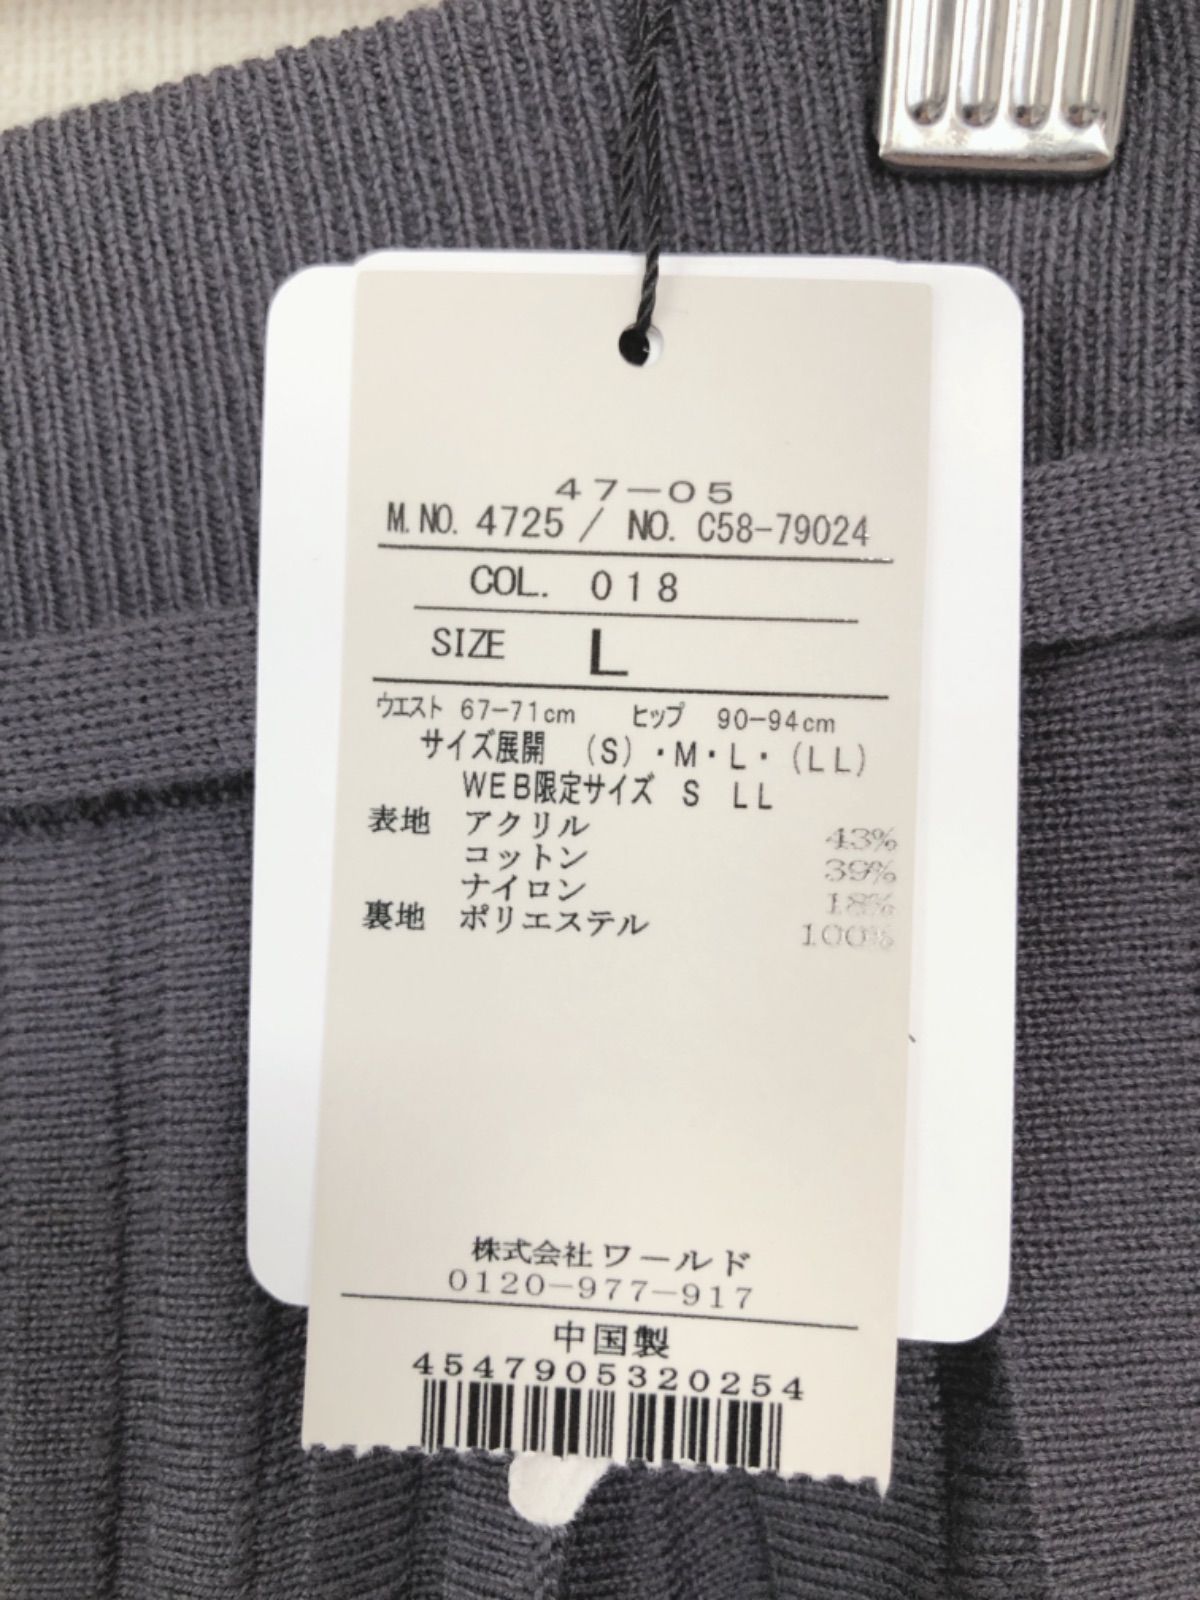 47-05
M.NO. 4725 / NO. C58-79024
COL. 018
SIZE L
ウエスト 67-71cm ヒップ 90-94cm
サイズ展開 (S)・M・L・(LL)
WEB限定サイズ S LL
表地 アクリル 43%
コットン 39%
ナイロン 18%
裏地 ポリエステル 100%
株式会社ワールド
0120-977-917
中国製
4547905320254